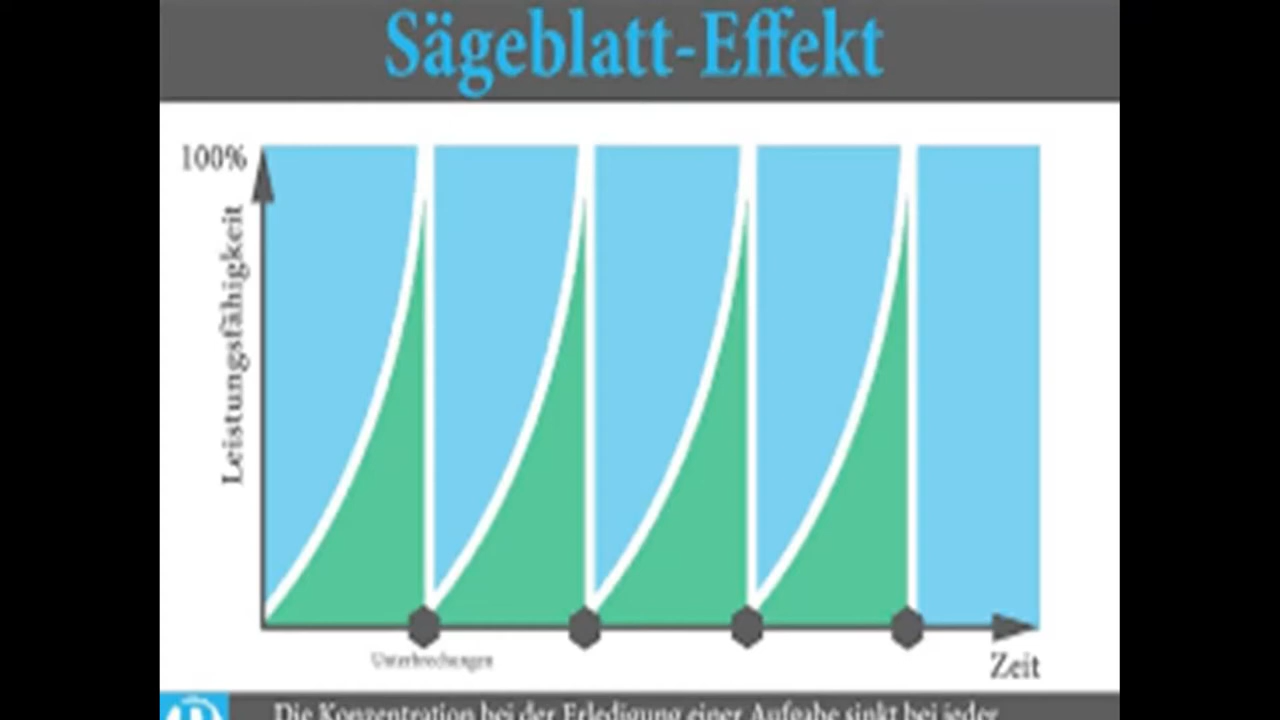 Sägeblatt-Effekt
100%
Leistungsfähigkeit
Unterbrechungen
Zeit
Die Konzentration bei der Erledigung einer Aufgabe sinkt bei jeder